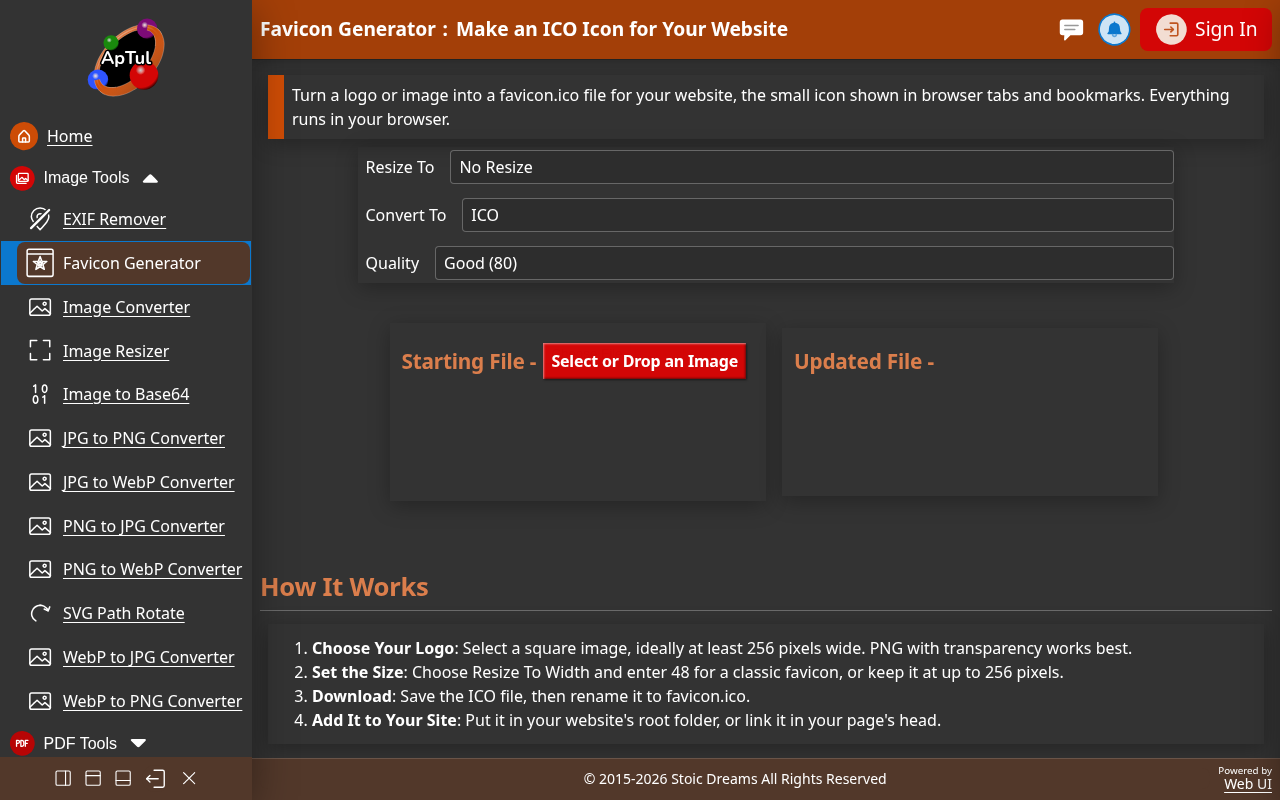 ApTul
Home
Image Tools
EXIF Remover
Favicon Generator
Image Converter
Image Resizer
Image to Base64
JPG to PNG Converter
JPG to WebP Converter
PNG to JPG Converter
PNG to WebP Converter
SVG Path Rotate
WebP to JPG Converter
WebP to PNG Converter
PDF Tools
Favicon Generator : Make an ICO Icon for Your Website
Sign In
Turn a logo or image into a favicon.ico file for your website, the small icon shown in browser tabs and bookmarks. Everything
runs in your browser.
Resize To No Resize
Convert To ICO
Quality Good (80)
Starting File - Select or Drop an Image
Updated File -
How It Works
1. Choose Your Logo: Select a square image, ideally at least 256 pixels wide. PNG with transparency works best.
2. Set the Size: Choose Resize To Width and enter 48 for a classic favicon, or keep it at up to 256 pixels.
3. Download: Save the ICO file, then rename it to favicon.ico.
4. Add It to Your Site: Put it in your website's root folder, or link it in your page's head.
© 2015-2026 Stoic Dreams All Rights Reserved
Powered by
Web UI